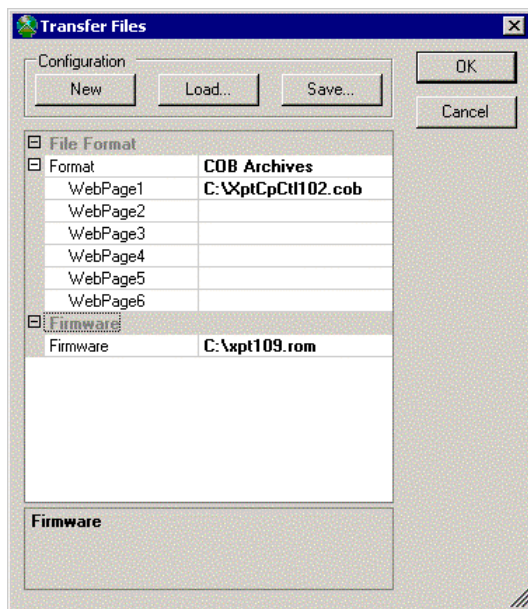 Transfer Files
Configuration
New Load... Save...
OK
Cancel
File Format
Format COB Archives
WebPage1 C:\XptCpCtl102.cob
WebPage2
WebPage3
WebPage4
WebPage5
WebPage6
Firmware
Firmware C:\xpt109.rom
Firmware